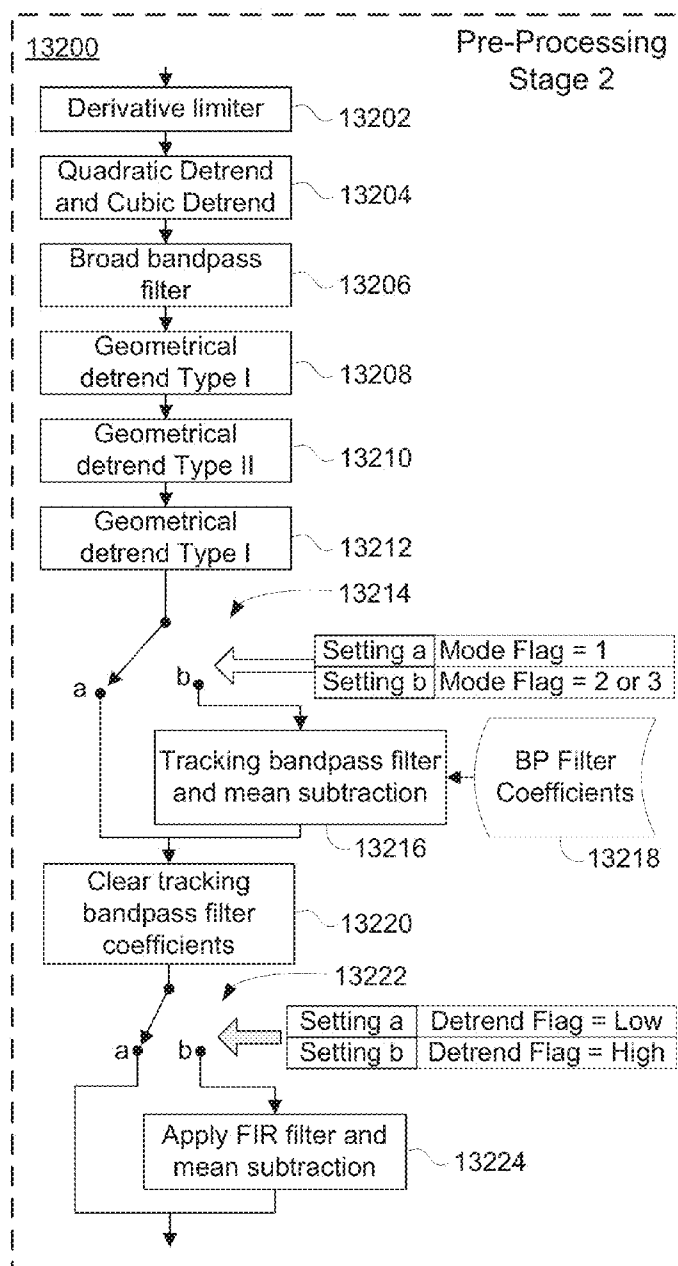 13200
Pre-Processing
Stage 2
Derivative limiter
13202
Quadratic Detrend
and Cubic Detrend
13204
Broad bandpass
filter
13206
Geometrical
detrend Type I
13208
Geometrical
detrend Type II
13210
Geometrical
detrend Type I
13212
13214
a
b
Setting a Mode Flag = 1
Setting b Mode Flag = 2 or 3
Tracking bandpass filter
and mean subtraction
BP Filter
Coefficients
13216
13218
Clear tracking
bandpass filter
coefficients
13220
13222
a
b
Setting a Detrend Flag = Low
Setting b Detrend Flag = High
Apply FIR filter and
mean subtraction
13224